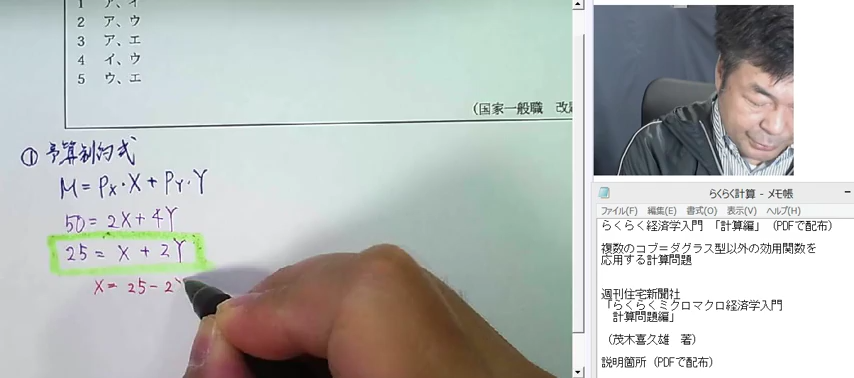 1 ア、イ
2 ア、ウ
3 ア、エ
4 イ、ウ
5 ウ、エ
(国家一般職 改題
① 予算制約式
M = Px・X + PY・Y
50 = 2X + 4Y
25 = X + 2Y
X = 25 - 2Y
らくらく計算 - メモ帳
ファイル(F) 編集(E) 書式(O) 表示(V) ヘルプ(H)
らくらく経済学入門 「計算編」(PDFで配布)
複数のコブ=ダグラス型以外の効用関数を
応用する計算問題
週刊住宅新聞社
「らくらくミクロマクロ経済学入門
計算問題編」
(茂木喜久雄 著)
説明箇所(PDFで配布)